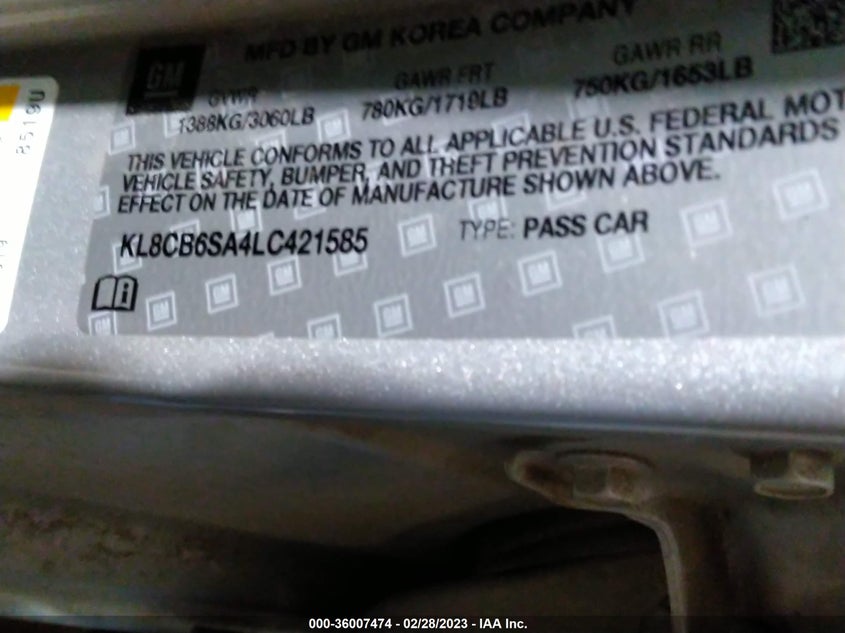 MFD BY GM KOREA COMPANY
GM
GVWR GAWR FRT GAWR RR
1388KG/3060LB 780KG/1719LB 750KG/1653LB
THIS VEHICLE CONFORMS TO ALL APPLICABLE U.S. FEDERAL MOT
VEHICLE SAFETY, BUMPER, AND THEFT PREVENTION STANDARDS
EFFECT ON THE DATE OF MANUFACTURE SHOWN ABOVE.
KL8CB6SA4LC421585 TYPE: PASS CAR
000-36007474 - 02/28/2023 - IAA Inc.